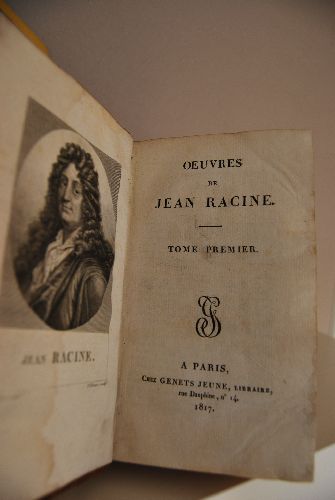 JEAN RACINE.
OEUVRES
DE
JEAN RACINE.
TOME PREMIER.
A PARIS,
CHEZ GENETS JEUNE, LIBRAIRE,
rue Dauphine, n° 14.
1817.